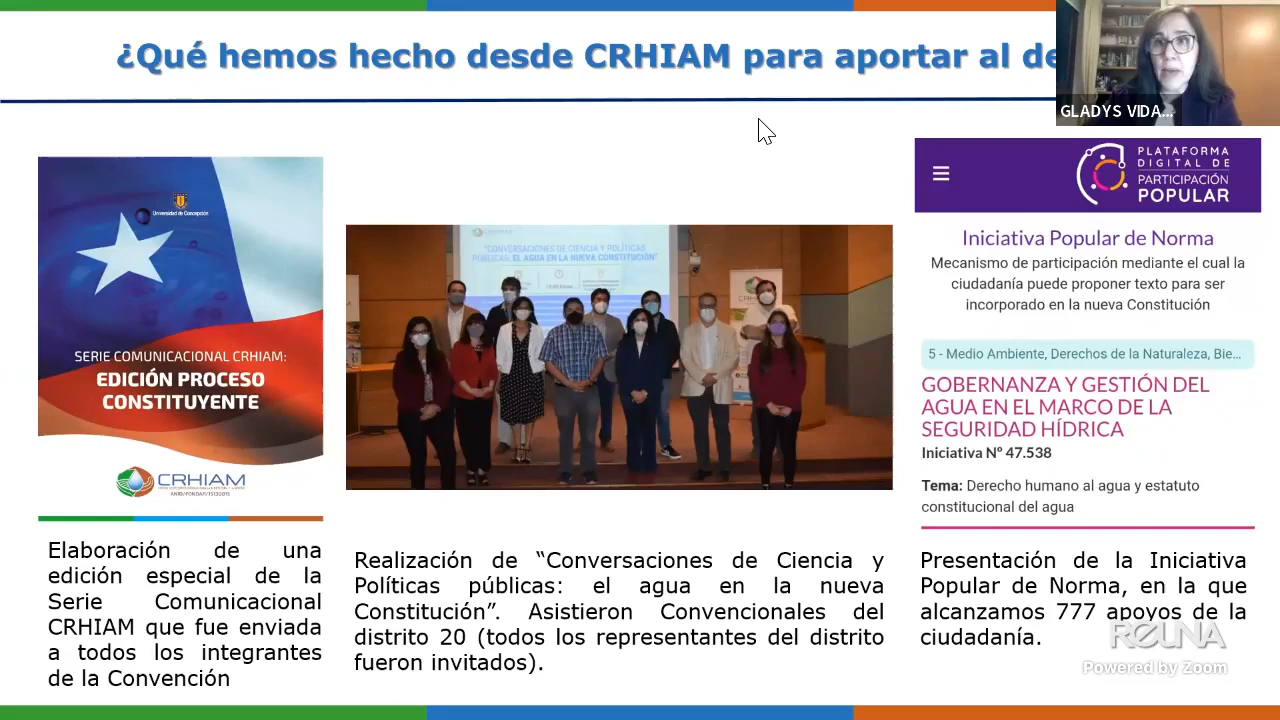 ¿Qué hemos hecho desde CRHIAM para aportar al de
GLADYS VIDA...
Universidad de Concepción
SERIE COMUNICACIONAL CRHIAM:
EDICIÓN PROCESO
CONSTITUYENTE
CRHIAM
ANID/FONDAP/15130015
Elaboración de una
edición especial de la
Serie Comunicacional
CRHIAM que fue enviada
a todos los integrantes
de la Convención
"CONVERSACIONES DE CIENCIA Y POLÍTICAS
PÚBLICAS: EL AGUA EN LA NUEVA CONSTITUCIÓN"
Realización de “Conversaciones de Ciencia y
Políticas públicas: el agua en la nueva
Constitución”. Asistieron Convencionales del
distrito 20 (todos los representantes del distrito
fueron invitados).
PLATAFORMA
DIGITAL DE
PARTICIPACIÓN
POPULAR
Iniciativa Popular de Norma
Mecanismo de participación mediante el cual la
ciudadanía puede proponer texto para ser
incorporado en la nueva Constitución
5 - Medio Ambiente, Derechos de la Naturaleza, Bie...
GOBERNANZA Y GESTIÓN DEL
AGUA EN EL MARCO DE LA
SEGURIDAD HÍDRICA
Iniciativa Nº 47.538
Tema: Derecho humano al agua y estatuto
constitucional del agua
Presentación de la Iniciativa
Popular de Norma, en la que
alcanzamos 777 apoyos de la
ciudadanía.
REUNA
Powered by Zoom